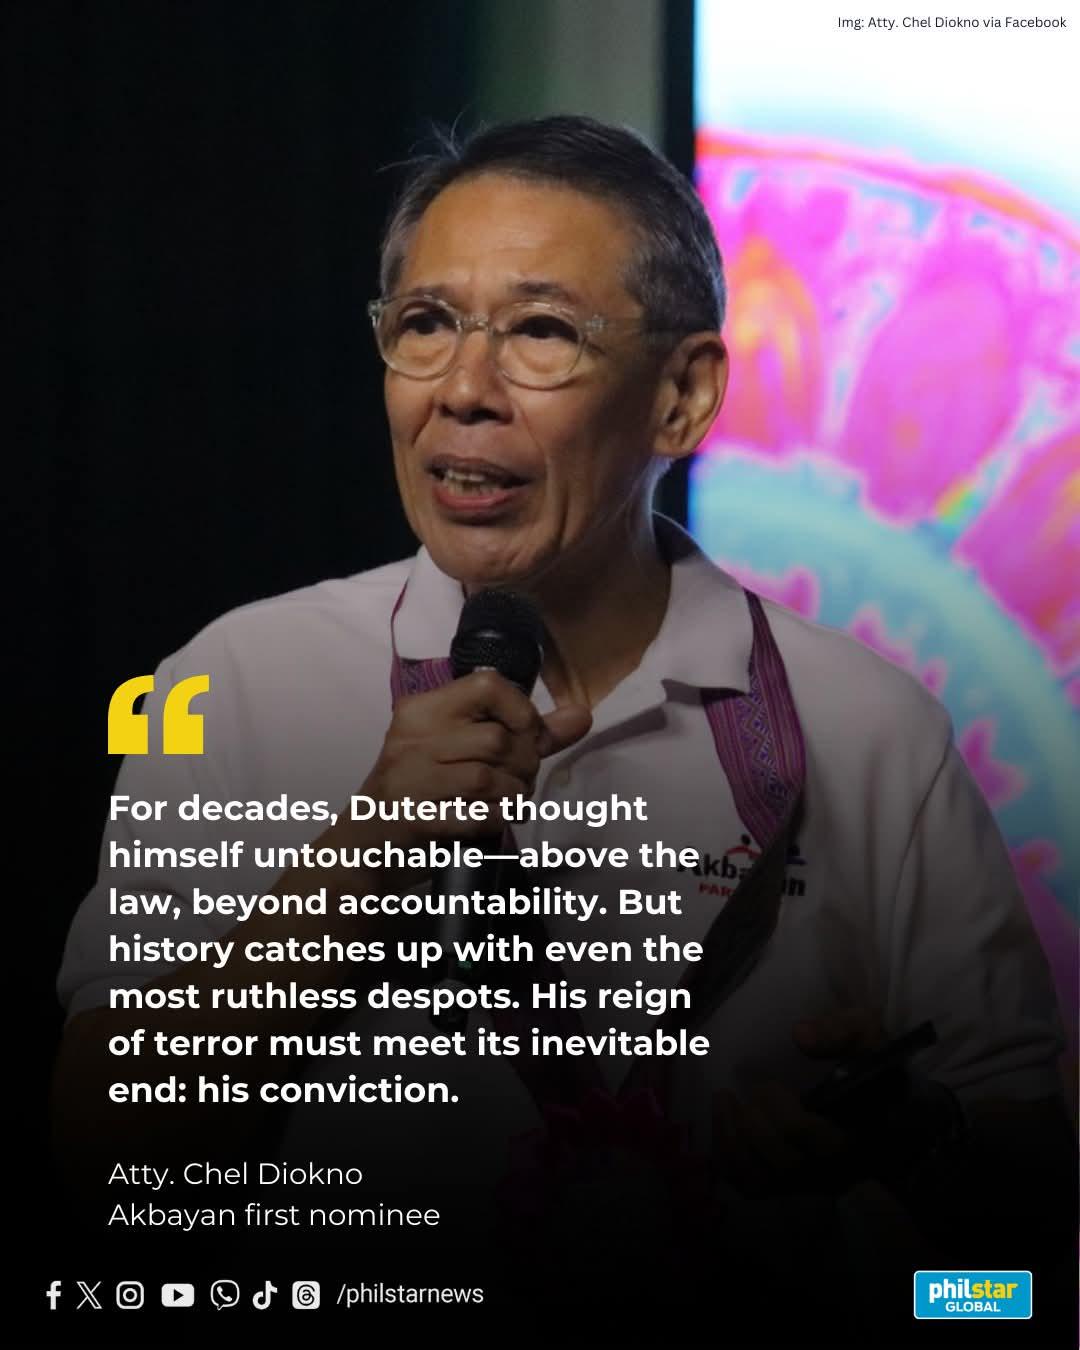 Img: Atty. Chel Diokno via Facebook
“
For decades, Duterte thought
himself untouchable—above the
law, beyond accountability. But
history catches up with even the
most ruthless despots. His reign
of terror must meet its inevitable
end: his conviction.
Atty. Chel Diokno
Akbayan first nominee
/philstarnews
philstar
GLOBAL